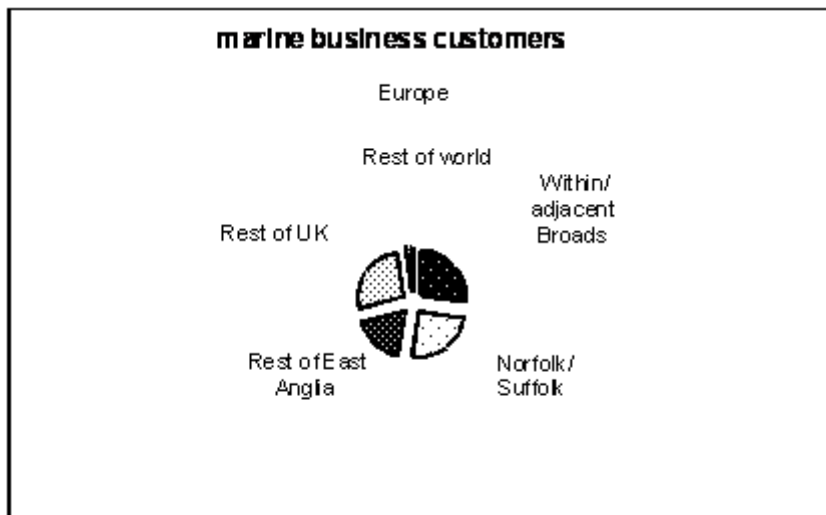 marine business customers
Europe
Rest of world
Within/
adjacent
Broads
Rest of UK
Rest of East
Anglia
Norfolk/
Suffolk